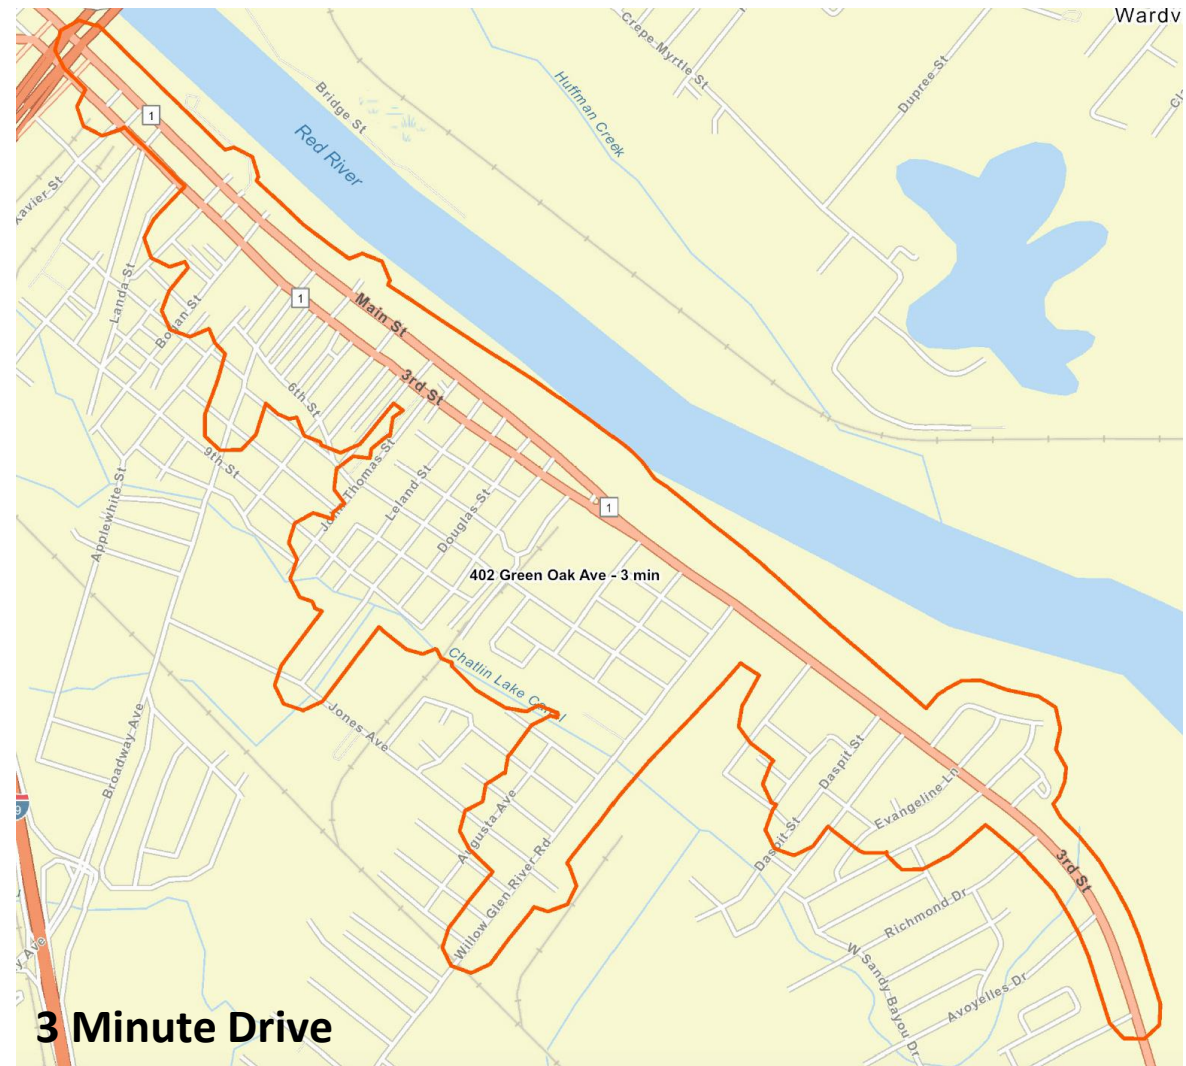 Wardv
Crepe Myrtle St
Dupree St
Huffman Creek
Bridge St
Red River
1
Xavier St
Landa St
Bogan St
1
Main St
3rd St
6th St
9th St
John Thomas St
Leland St
Douglas St
Applewhite St
1
402 Green Oak Ave - 3 min
Chatlin Lake Canal
Jones Ave
Broadway Ave
Daspit St
Evangeline Ln
Augusta Ave
Daspit St
Willow Glen River Rd
3rd St
Richmond Dr
W Sandy Bayou Dr
Avoyelles Dr
9
y Ave
3 Minute Drive